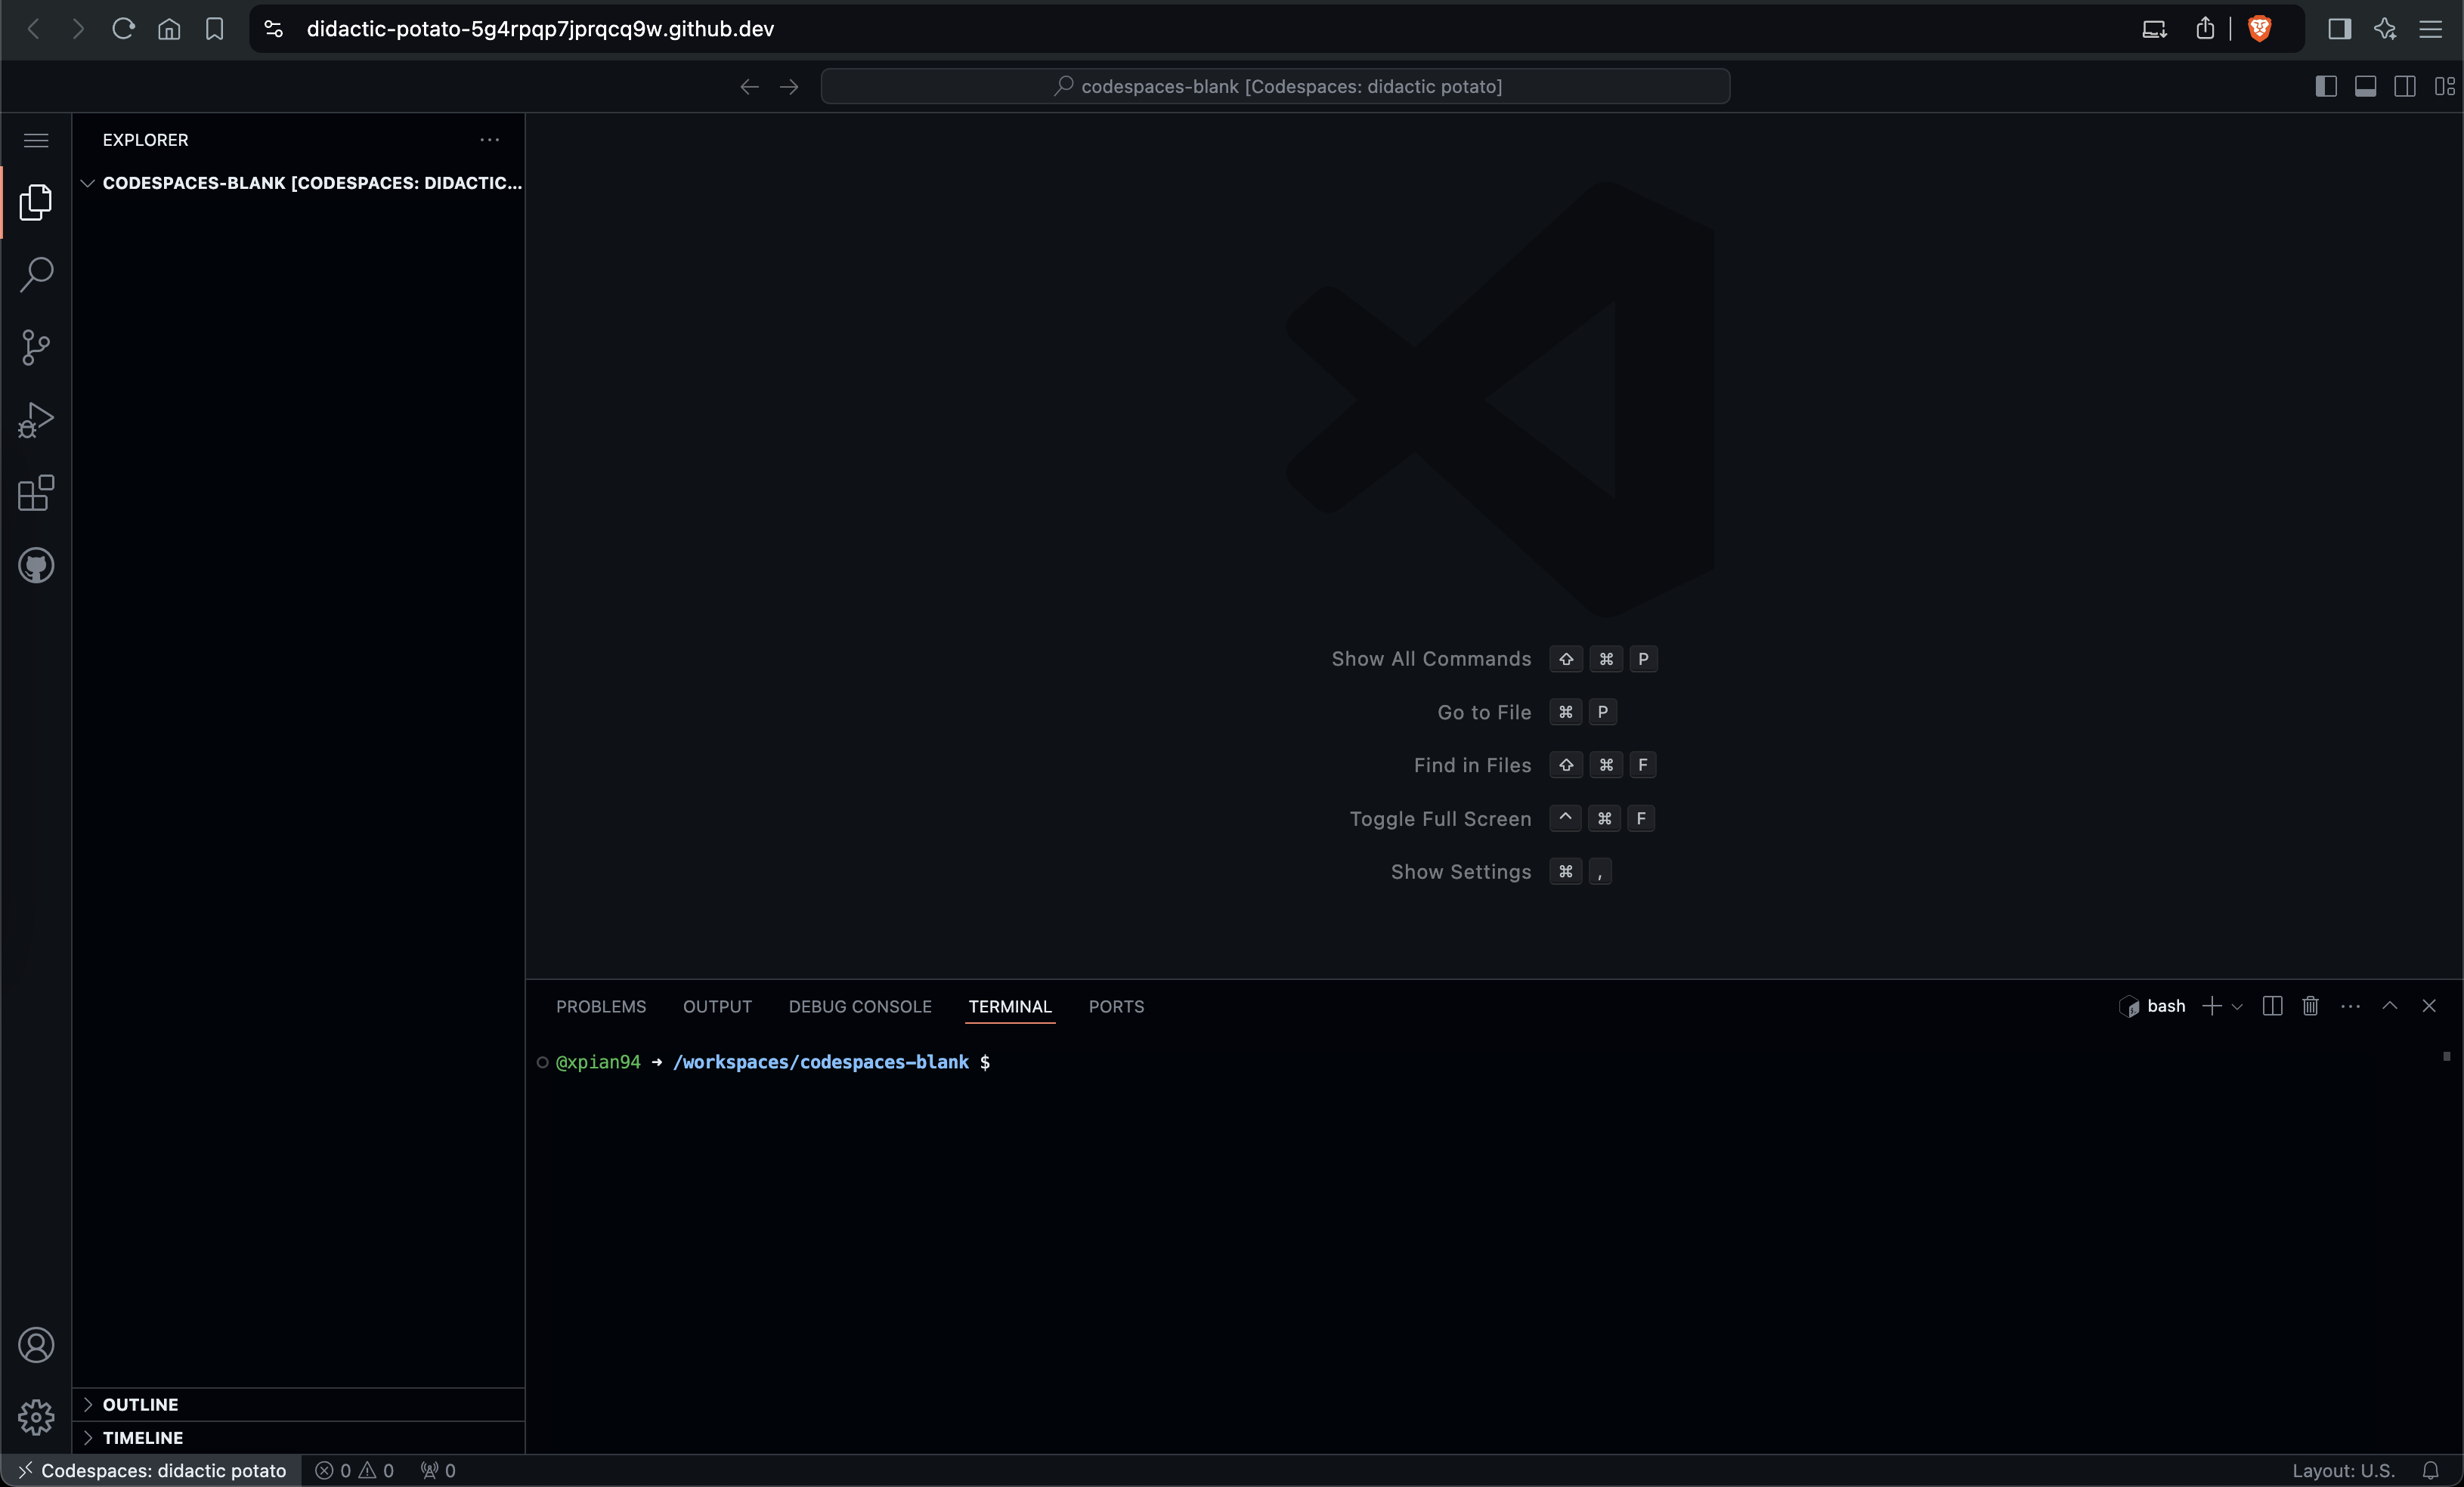 didactic-potato-5g4rpqp7jprqcq9w.github.dev
codespaces-blank [Codespaces: didactic potato]
EXPLORER
CODESPACES-BLANK [CODESPACES: DIDACTIC...
Show All Commands ⇧ ⌘ P
Go to File ⌘ P
Find in Files ⇧ ⌘ F
Toggle Full Screen ^ ⌘ F
Show Settings ⌘ ,
PROBLEMS OUTPUT DEBUG CONSOLE TERMINAL PORTS bash
@xpian94 → /workspaces/codespaces-blank $
OUTLINE
TIMELINE
Codespaces: didactic potato 0 0 0 Layout: U.S.